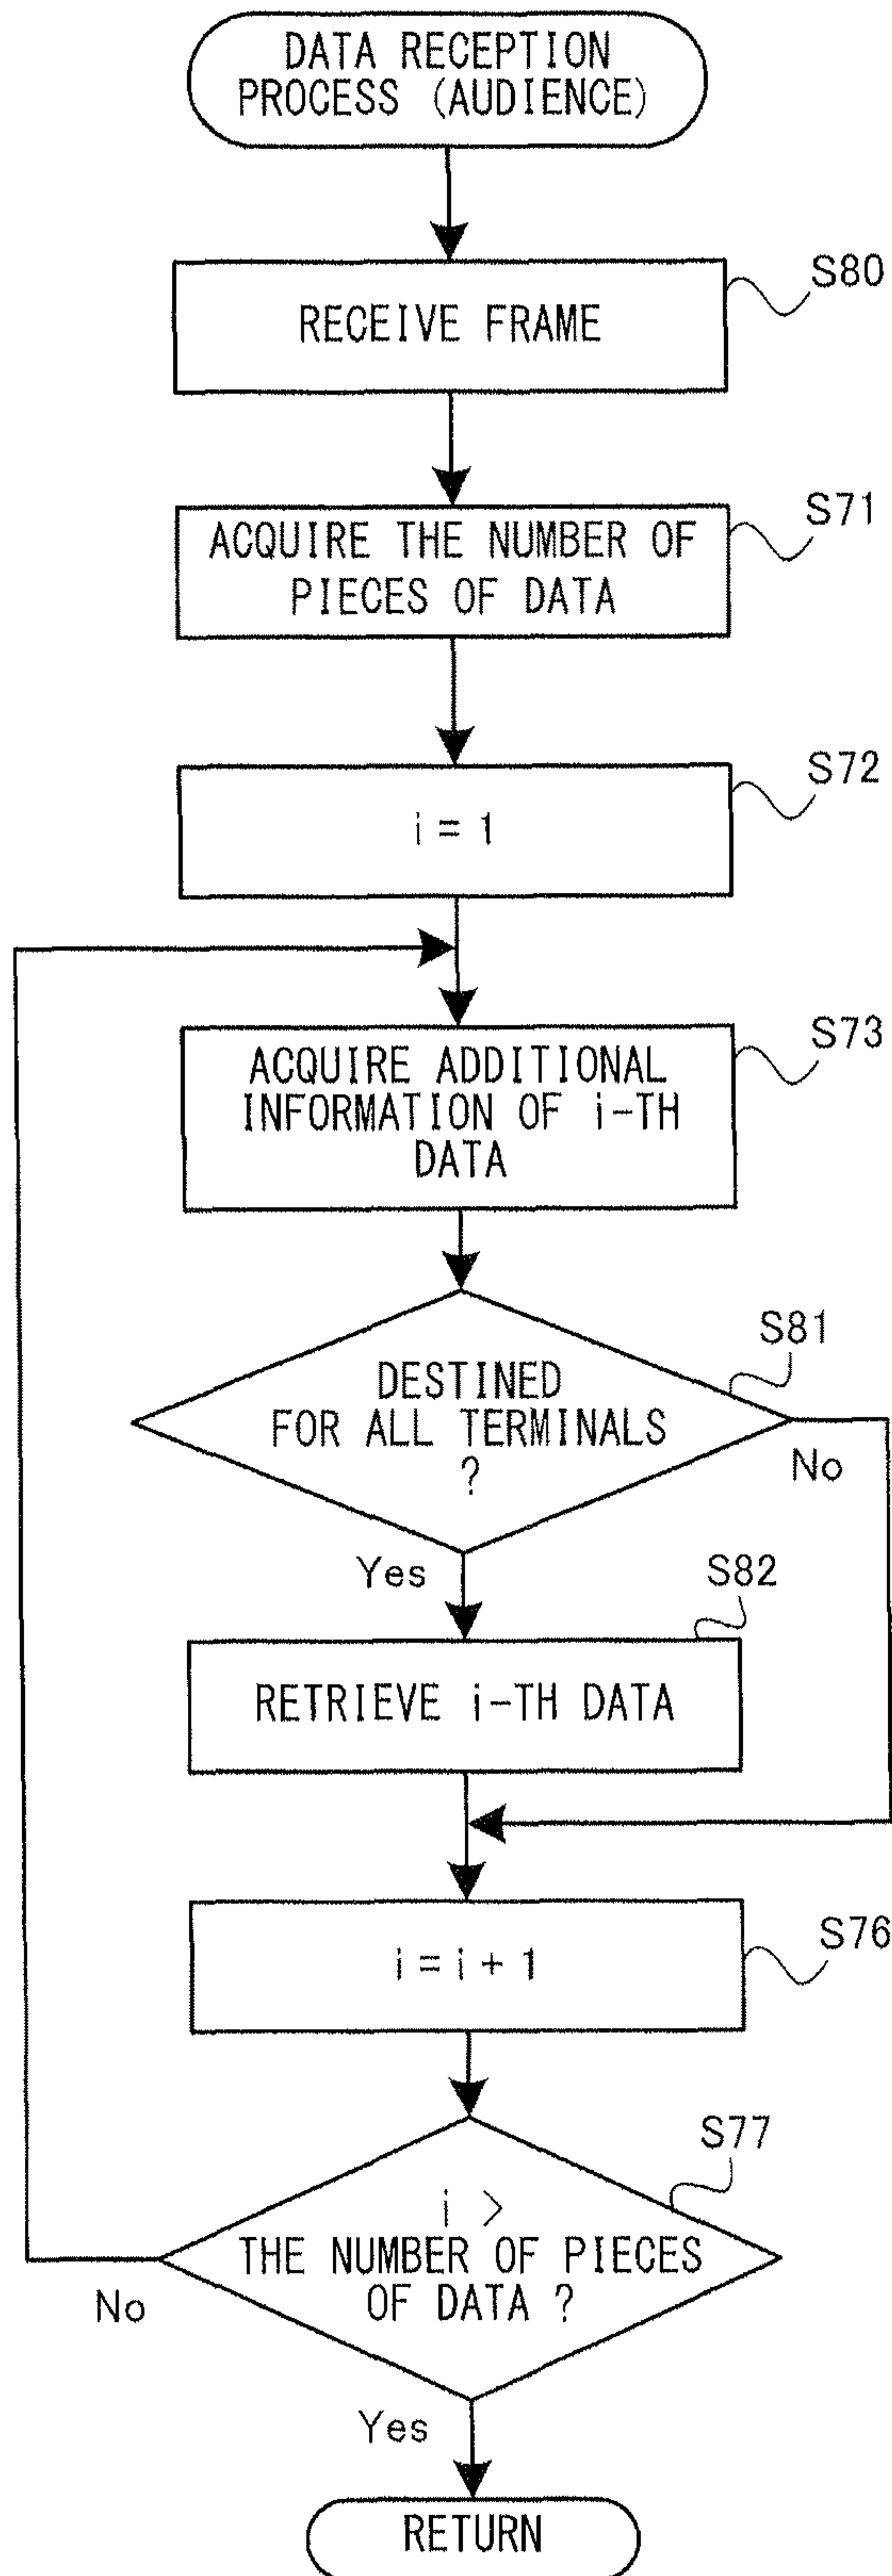 DATA RECEPTION
PROCESS (AUDIENCE)
S80
RECEIVE FRAME
S71
ACQUIRE THE NUMBER OF
PIECES OF DATA
S72
i = 1
S73
ACQUIRE ADDITIONAL
INFORMATION OF i-TH
DATA
S81
DESTINED
FOR ALL TERMINALS
?
No
Yes
S82
RETRIEVE i-TH DATA
S76
i = i + 1
S77
i >
THE NUMBER OF PIECES
OF DATA ?
No
Yes
RETURN